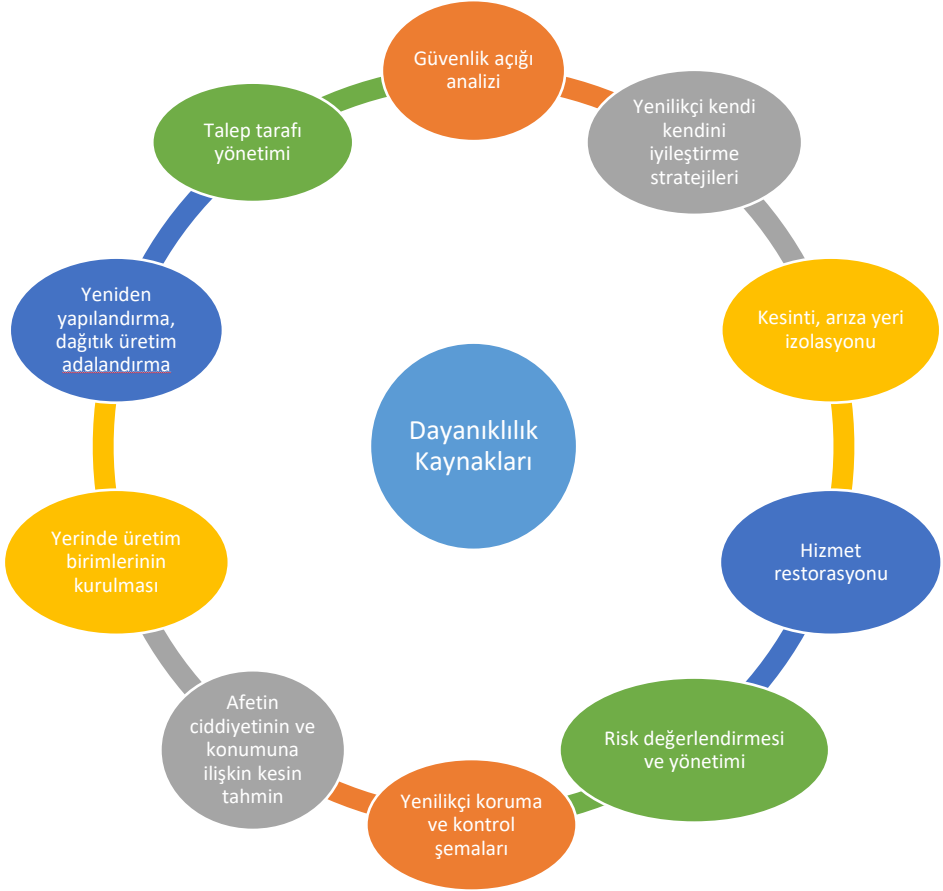 Güvenlik açığı
analizi
Yenilikçi kendi
kendini
iyileştirme
stratejileri
Kesinti, arıza yeri
izolasyonu
Hizmet
restorasyonu
Risk değerlendirmesi
ve yönetimi
Yenilikçi koruma
ve kontrol
şemaları
Afetin
ciddiyetinin ve
konumuna
ilişkin kesin
tahmin
Yerinde üretim
birimlerinin
kurulması
Yeniden
yapılandırma,
dağıtık üretim
adalandırma
Talep tarafı
yönetimi
Dayanıklılık
Kaynakları